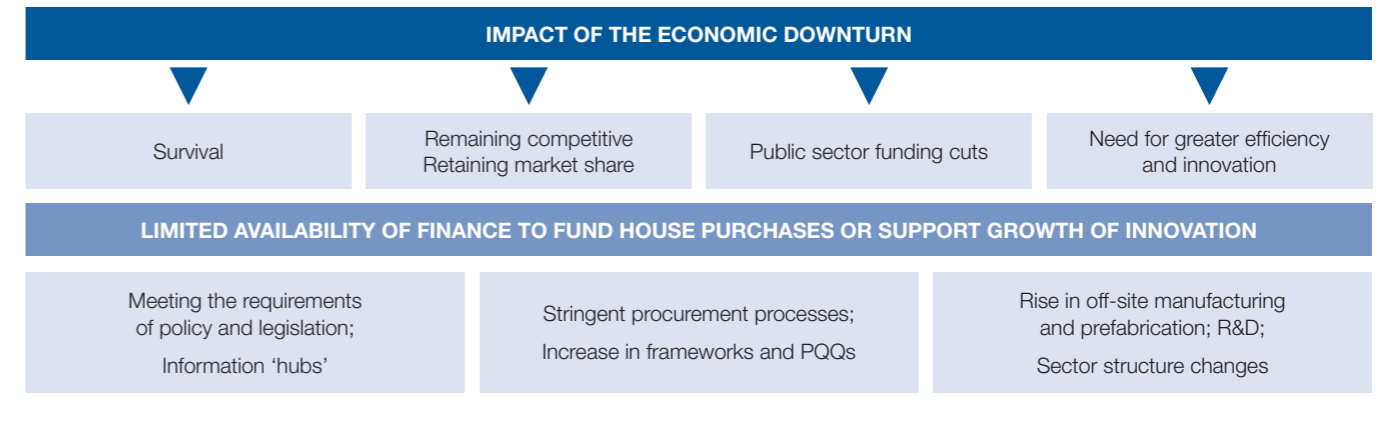 IMPACT OF THE ECONOMIC DOWNTURN
Survival
Remaining competitive
Retaining market share
Public sector funding cuts
Need for greater efficiency
and innovation
LIMITED AVAILABILITY OF FINANCE TO FUND HOUSE PURCHASES OR SUPPORT GROWTH OF INNOVATION
Meeting the requirements
of policy and legislation;
Information ‘hubs’
Stringent procurement processes;
Increase in frameworks and PQQs
Rise in off-site manufacturing
and prefabrication; R&D;
Sector structure changes